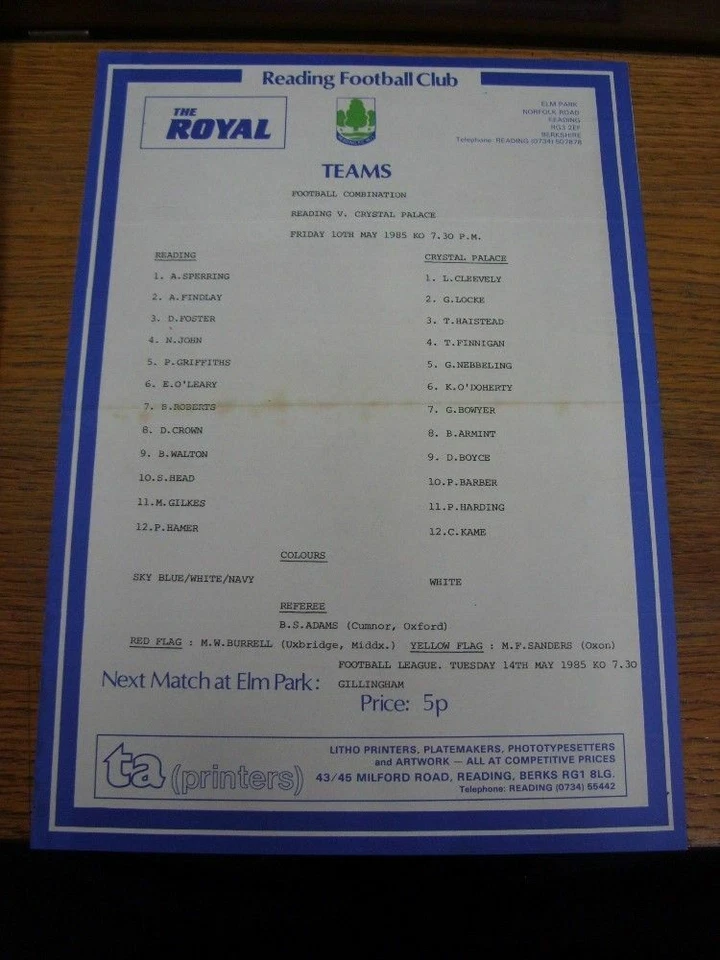 Reading Football Club
THE
ROYAL
ELM PARK
NORFOLK ROAD
READING
RG3 2EF
BERKSHIRE
Telephone: READING (0734) 507878
TEAMS
FOOTBALL COMBINATION
READING V. CRYSTAL PALACE
FRIDAY 10TH MAY 1985 KO 7.30 P.M.
READING
CRYSTAL PALACE
1. A.SPERRING
1. L.CLEEVELY
2. A.FINDLAY
2. G.LOCKE
3. D.FOSTER
3. T.HAISTEAD
4. N.JOHN
4. T.FINNIGAN
5. P.GRIFFITHS
5. G.NEBBELING
6. E.O'LEARY
6. K.O'DOHERTY
7. S.ROBERTS
7. G.BOWYER
8. D.CROWN
8. B.ARMINT
9. B.WALTON
9. D.BOYCE
10.S.HEAD
10.P.BARBER
11.M.GILKES
11.P.HARDING
12.P.HAMER
12.C.KAME
COLOURS
SKY BLUE/WHITE/NAVY
WHITE
REFEREE
B.S.ADAMS (Cumnor, Oxford)
RED FLAG : M.W.BURRELL (Uxbridge, Middx.) YELLOW FLAG : M.F.SANDERS (Oxon)
FOOTBALL LEAGUE. TUESDAY 14TH MAY 1985 KO 7.30
Next Match at Elm Park: GILLINGHAM
Price: 5p
ta (printers)
LITHO PRINTERS, PLATEMAKERS, PHOTOTYPESETTERS
and ARTWORK — ALL AT COMPETITIVE PRICES
43/45 MILFORD ROAD, READING, BERKS RG1 8LG.
Telephone: READING (0734) 55442